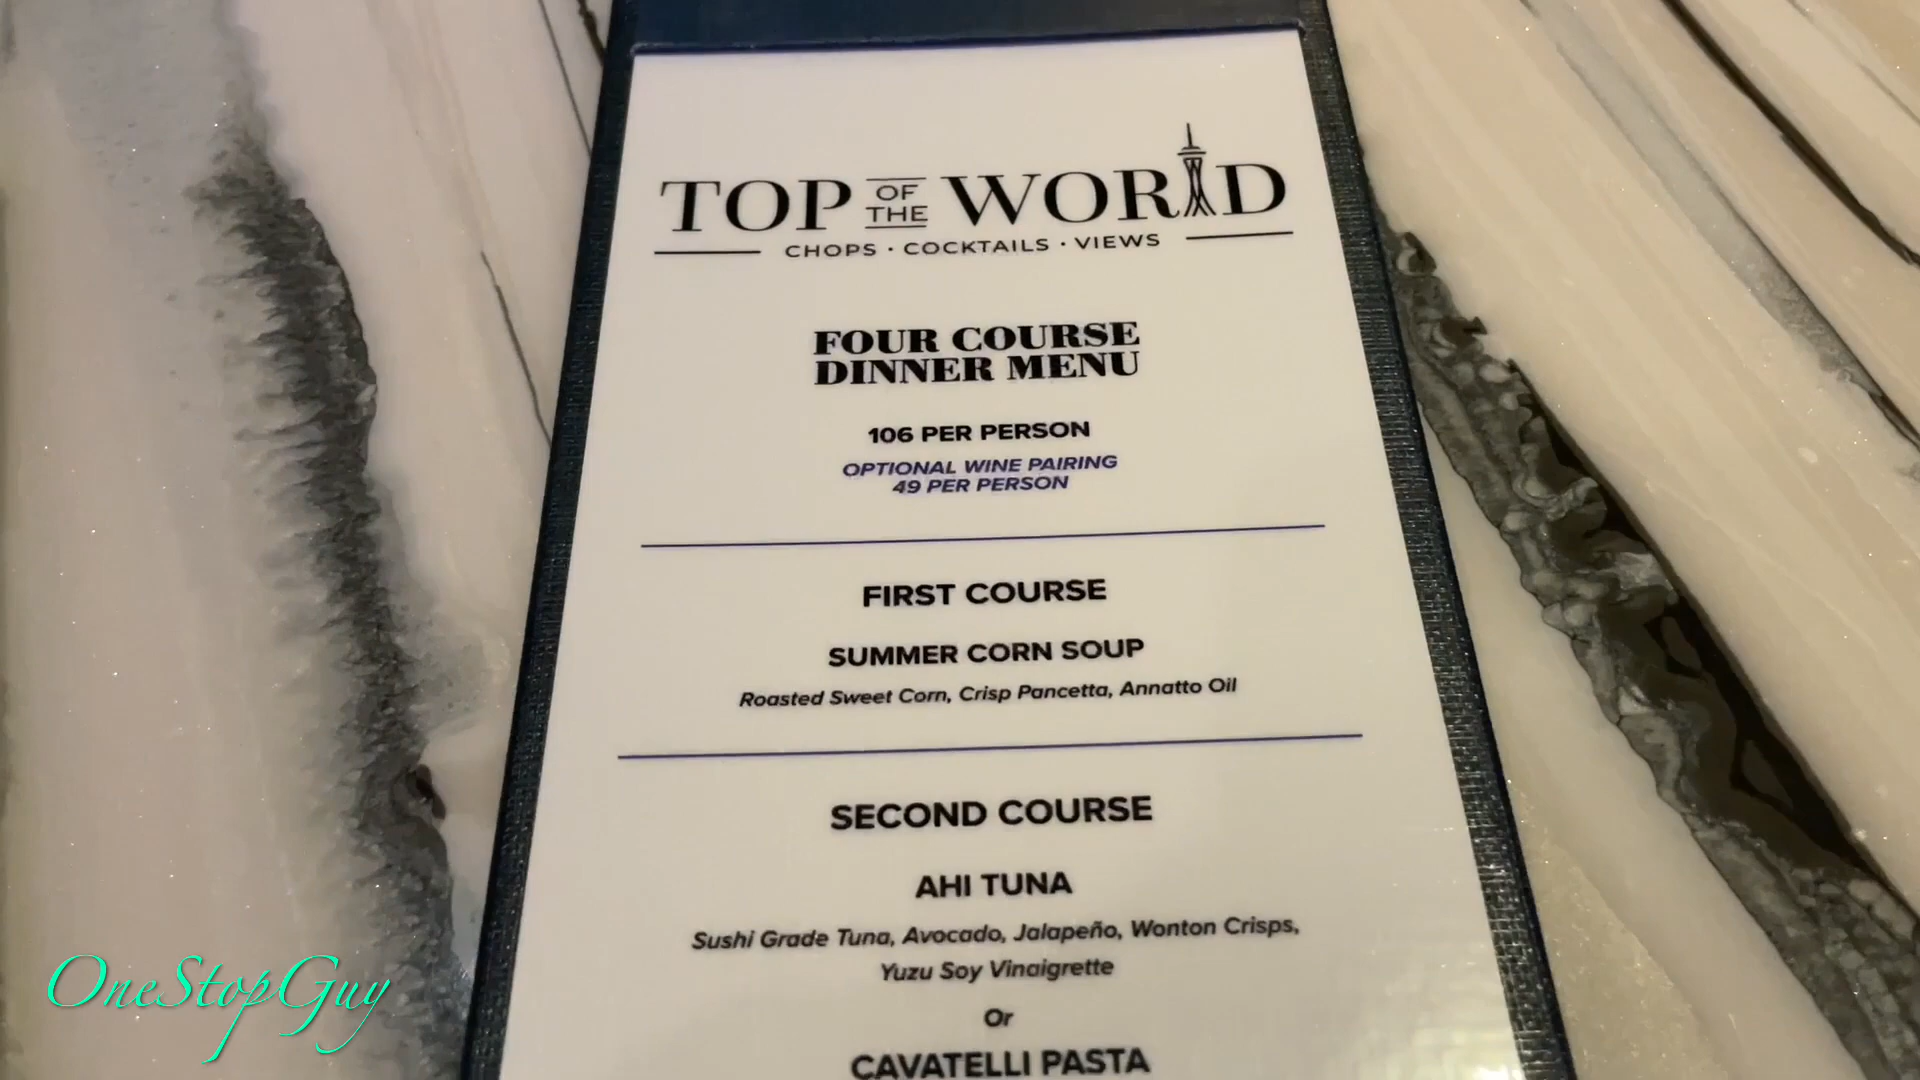 TOP OF THE WORLD
CHOPS · COCKTAILS · VIEWS
FOUR COURSE
DINNER MENU
106 PER PERSON
OPTIONAL WINE PAIRING
49 PER PERSON
FIRST COURSE
SUMMER CORN SOUP
Roasted Sweet Corn, Crisp Pancetta, Annatto Oil
SECOND COURSE
AHI TUNA
Sushi Grade Tuna, Avocado, Jalapeño, Wonton Crisps,
Yuzu Soy Vinaigrette
Or
CAVATELLI PASTA
OneStopGuy